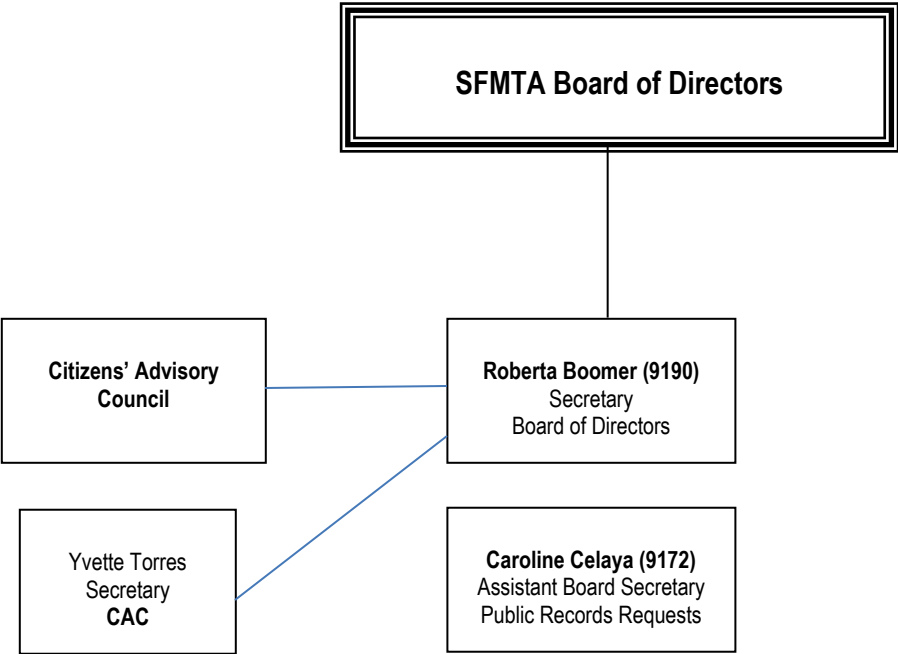 SFMTA Board of Directors
Citizens’ Advisory
Council
Roberta Boomer (9190)
Secretary
Board of Directors
Yvette Torres
Secretary
CAC
Caroline Celaya (9172)
Assistant Board Secretary
Public Records Requests